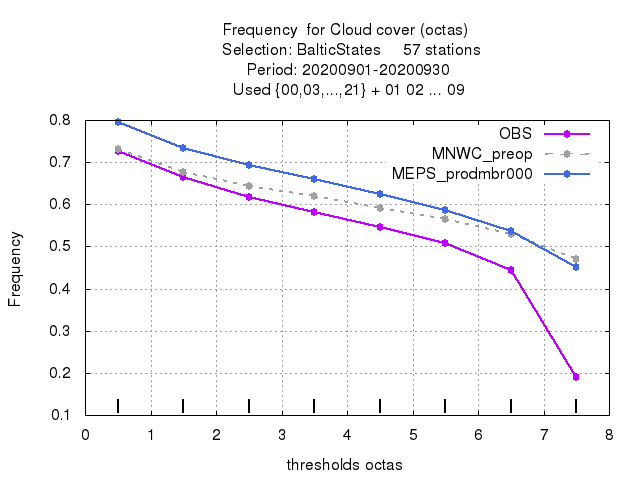 Frequency  for Cloud cover (octas)
Selection: BalticStates     57 stations
Period: 20200901-20200930
Used {00,03,...,21} + 01 02 ... 09
OBS
MNWC_preop
MEPS_prodmbr000
0.8
0.7
0.6
0.5
0.4
0.3
0.2
0.1
Frequency
0 1 2 3 4 5 6 7 8
thresholds octas